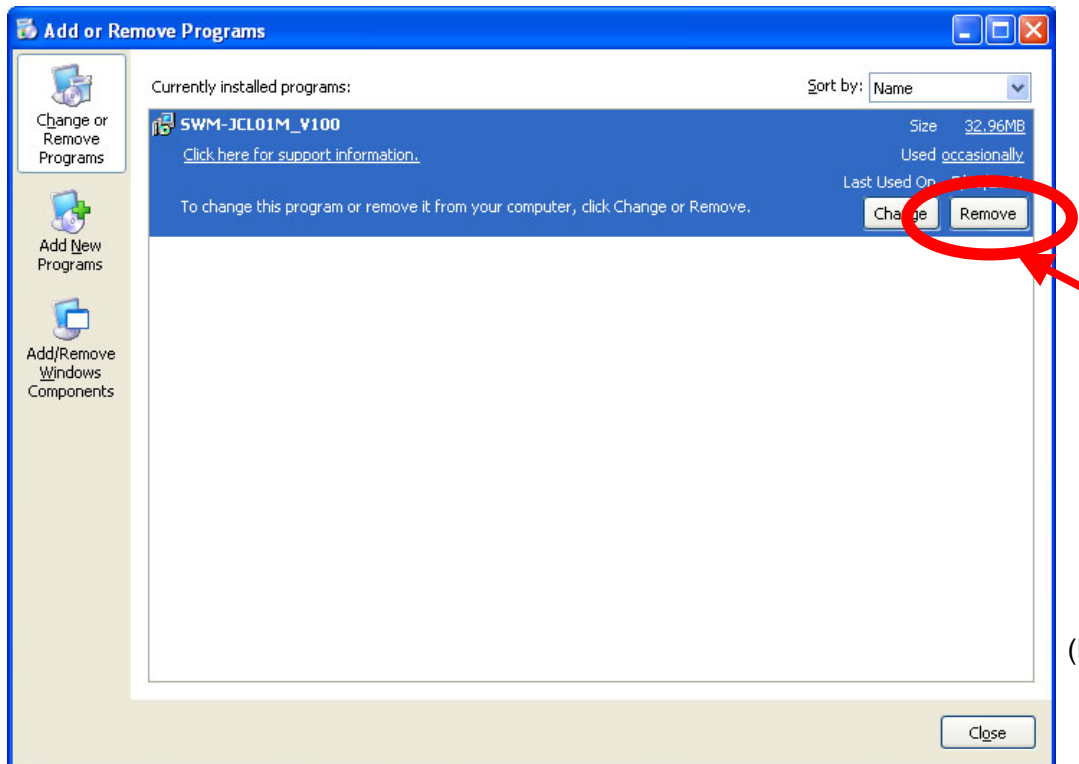 Add or Remove Programs
Change or
Remove
Programs
Add New
Programs
Add/Remove
Windows
Components
Currently installed programs:
Sort by: Name
SWM-JCL01M_V100
Size 32.96MB
Click here for support information.
Used occasionally
Last Used On
To change this program or remove it from your computer, click Change or Remove.
Change Remove
(
Close